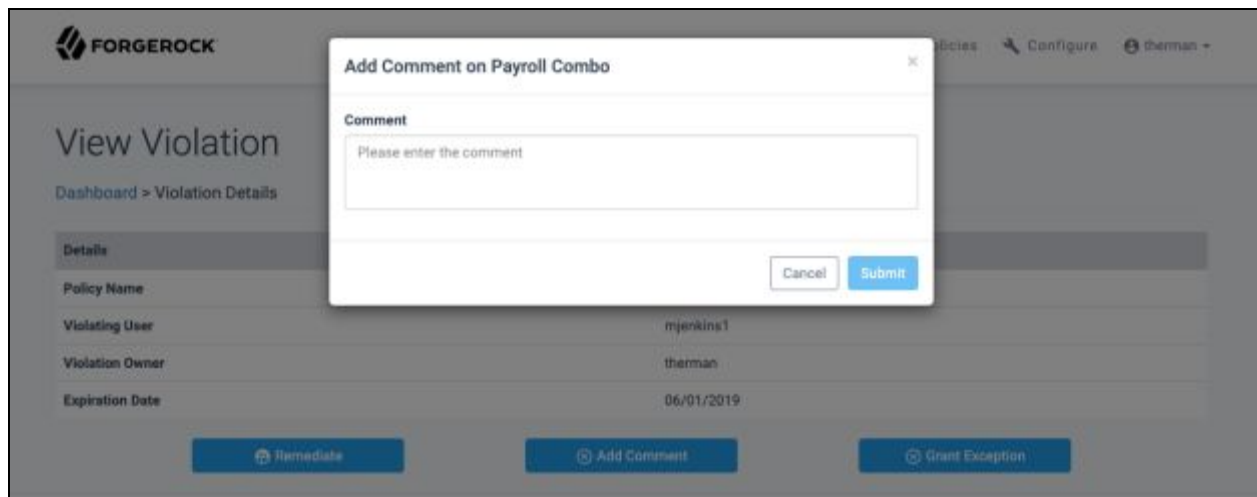 FORGEROCK
Configure
therman
Add Comment on Payroll Combo
×
Comment
Please enter the comment
Cancel
Submit
View Violation
Dashboard > Violation Details
Details
Policy Name
Violating User mjenkins1
Violation Owner therman
Expiration Date 06/01/2019
Remediate
Add Comment
Grant Exception